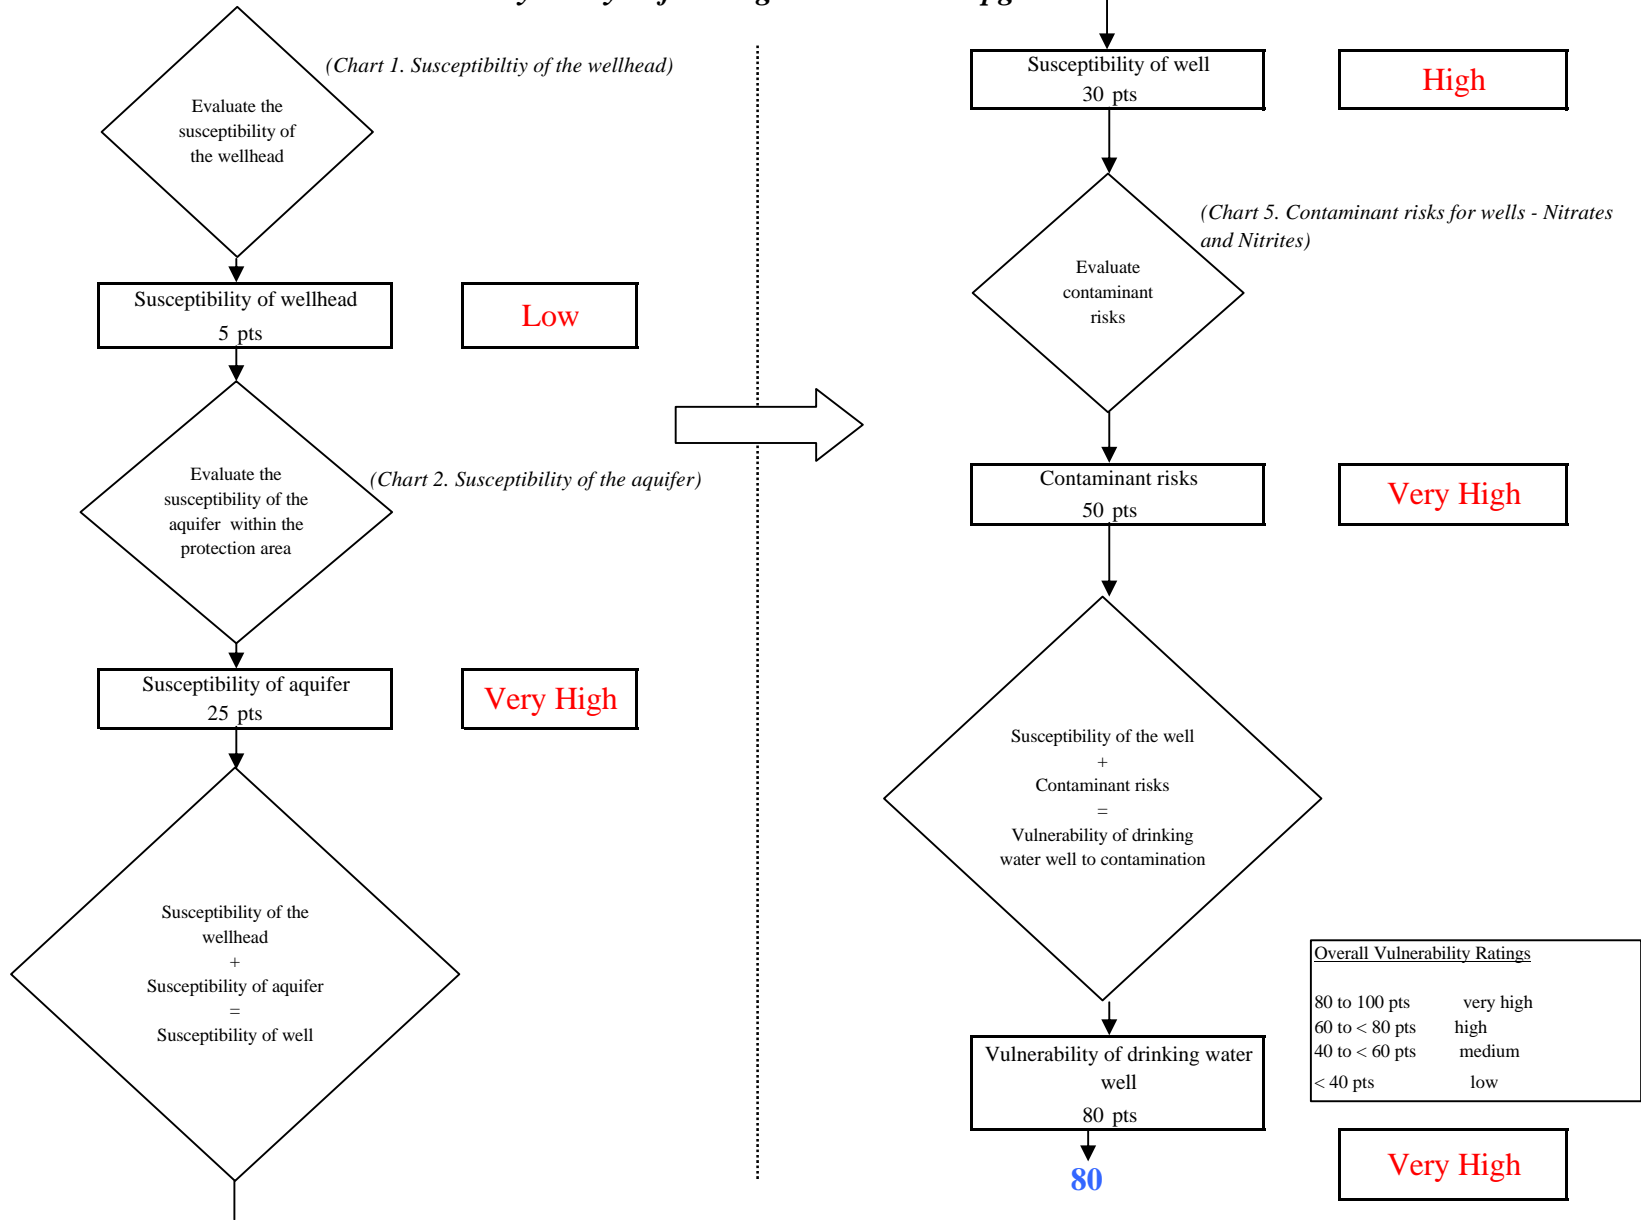 (Chart 1. Susceptibiltiy of the wellhead)
Evaluate the
susceptibility of
the wellhead
Susceptibility of wellhead
5 pts
Low
Evaluate the
susceptibility of the
aquifer within the
protection area
(Chart 2. Susceptibility of the aquifer)
Susceptibility of aquifer
25 pts
Very High
Susceptibility of the
wellhead
+
Susceptibility of aquifer
=
Susceptibility of well
Susceptibility of well
30 pts
High
(Chart 5. Contaminant risks for wells - Nitrates
and Nitrites)
Evaluate
contaminant
risks
Contaminant risks
50 pts
Very High
Susceptibility of the well
+
Contaminant risks
=
Vulnerability of drinking
water well to contamination
Overall Vulnerability Ratings
80 to 100 pts very high
60 to < 80 pts high
40 to < 60 pts medium
< 40 pts low
Vulnerability of drinking water
well
80 pts
80
Very High